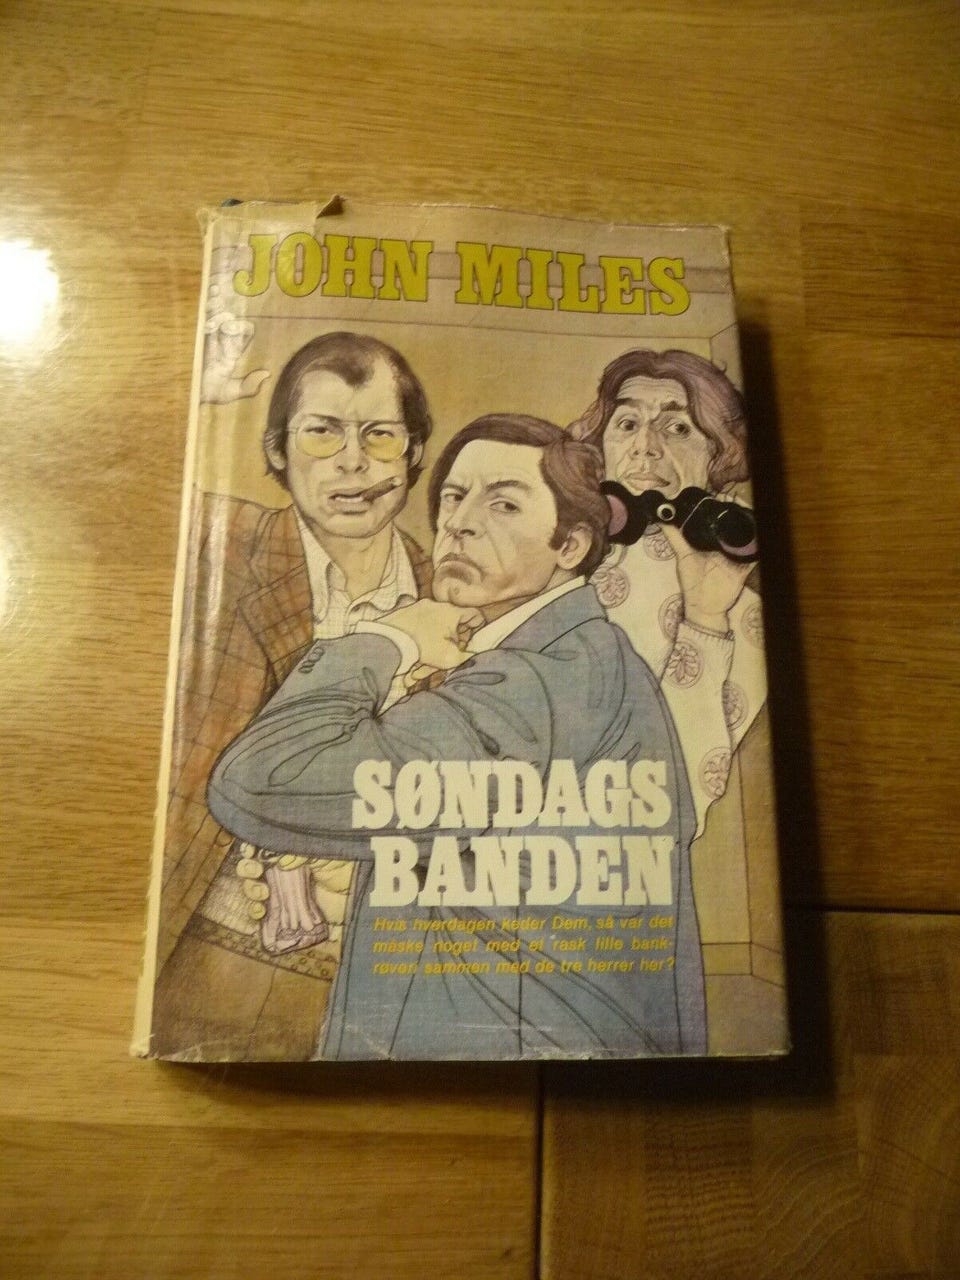 JOHN MILES
SØNDAGS
BANDEN
Hvis hverdagen keder Dem, så var det
måske noget med et rask lille bank-
røveri sammen med de tre herrer her?